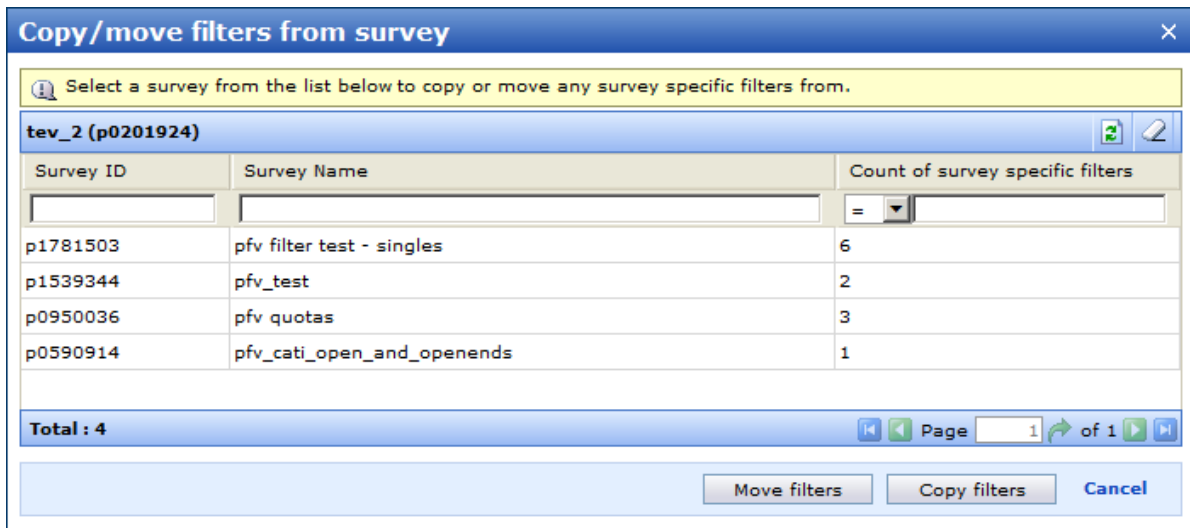 Copy/move filters from survey
Select a survey from the list below to copy or move any survey specific filters from.
tev_2 (p0201924)
Survey ID Survey Name Count of survey specific filters
=
p1781503 pfv filter test - singles 6
p1539344 pfv_test 2
p0950036 pfv quotas 3
p0590914 pfv_cati_open_and_openends 1
Total : 4 Page 1 of 1
Move filters Copy filters Cancel